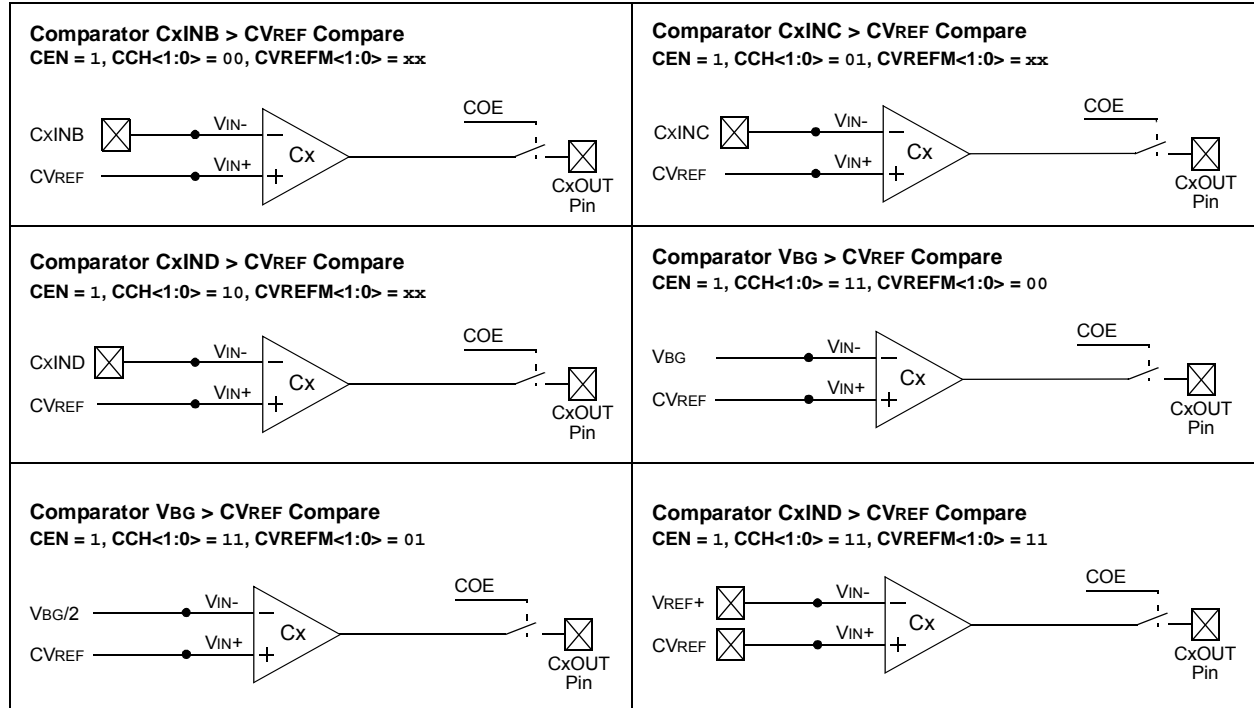 Comparator CxINB > CVREF Compare
CEN = 1, CCH<1:0> = 00, CVREFM<1:0> = xx
COE
CxINB
VIN-
–
Cx
CVREF
VIN+
+
CxOUT
Pin
Comparator CxINC > CVREF Compare
CEN = 1, CCH<1:0> = 01, CVREFM<1:0> = xx
COE
CxINC
VIN-
–
Cx
CVREF
VIN+
+
CxOUT
Pin
Comparator CxIND > CVREF Compare
CEN = 1, CCH<1:0> = 10, CVREFM<1:0> = xx
COE
CxIND
VIN-
–
Cx
CVREF
VIN+
+
CxOUT
Pin
Comparator VBG > CVREF Compare
CEN = 1, CCH<1:0> = 11, CVREFM<1:0> = 00
COE
VBG
VIN-
–
Cx
CVREF
VIN+
+
CxOUT
Pin
Comparator VBG > CVREF Compare
CEN = 1, CCH<1:0> = 11, CVREFM<1:0> = 01
COE
VBG/2
VIN-
–
Cx
CVREF
VIN+
+
CxOUT
Pin
Comparator CxIND > CVREF Compare
CEN = 1, CCH<1:0> = 11, CVREFM<1:0> = 11
COE
VREF+
VIN-
–
Cx
CVREF
VIN+
+
CxOUT
Pin